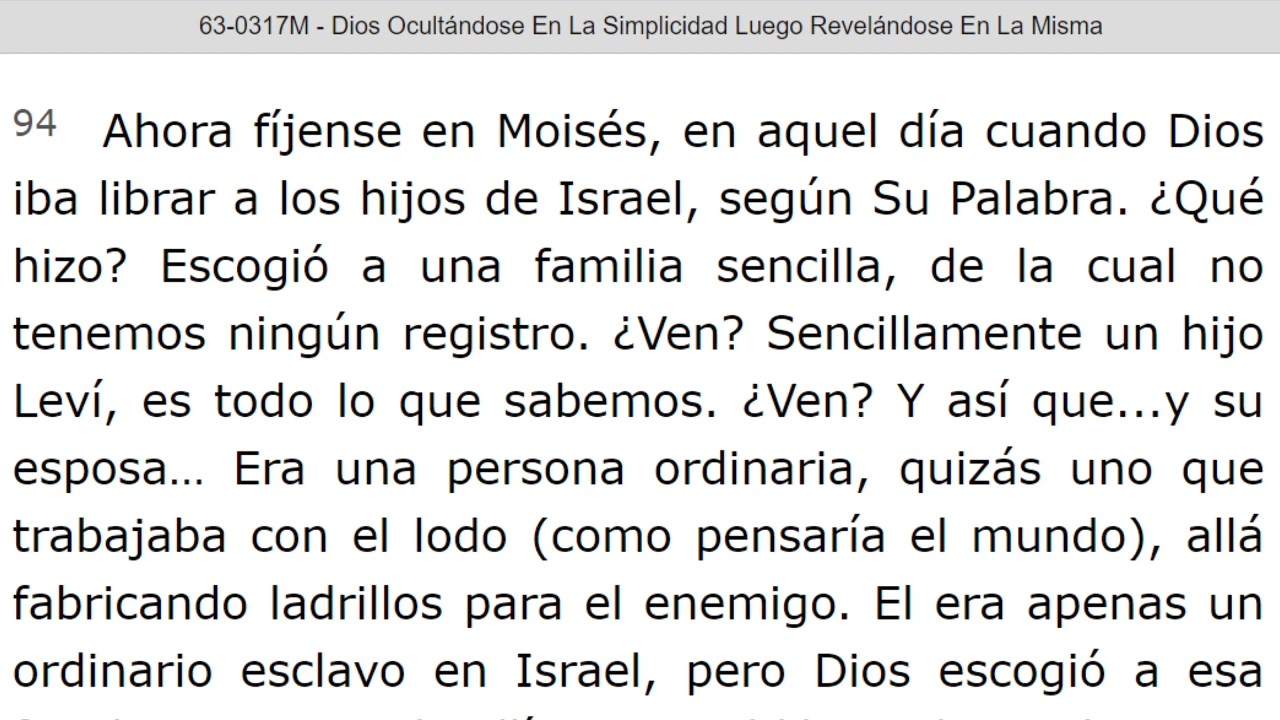 63-0317M - Dios Ocultándose En La Simplicidad Luego Revelándose En La Misma
94 Ahora fíjense en Moisés, en aquel día cuando Dios
iba librar a los hijos de Israel, según Su Palabra. ¿Qué
hizo? Escogió a una familia sencilla, de la cual no
tenemos ningún registro. ¿Ven? Sencillamente un hijo
Leví, es todo lo que sabemos. ¿Ven? Y así que...y su
esposa... Era una persona ordinaria, quizás uno que
trabajaba con el lodo (como pensaría el mundo), allá
fabricando ladrillos para el enemigo. El era apenas un
ordinario esclavo en Israel, pero Dios escogió a esa